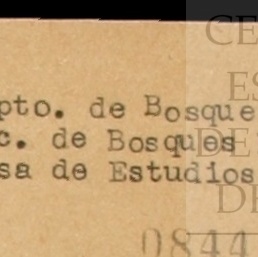 pto. de Bosque
c. de Bosques
sa de Estudios
0844